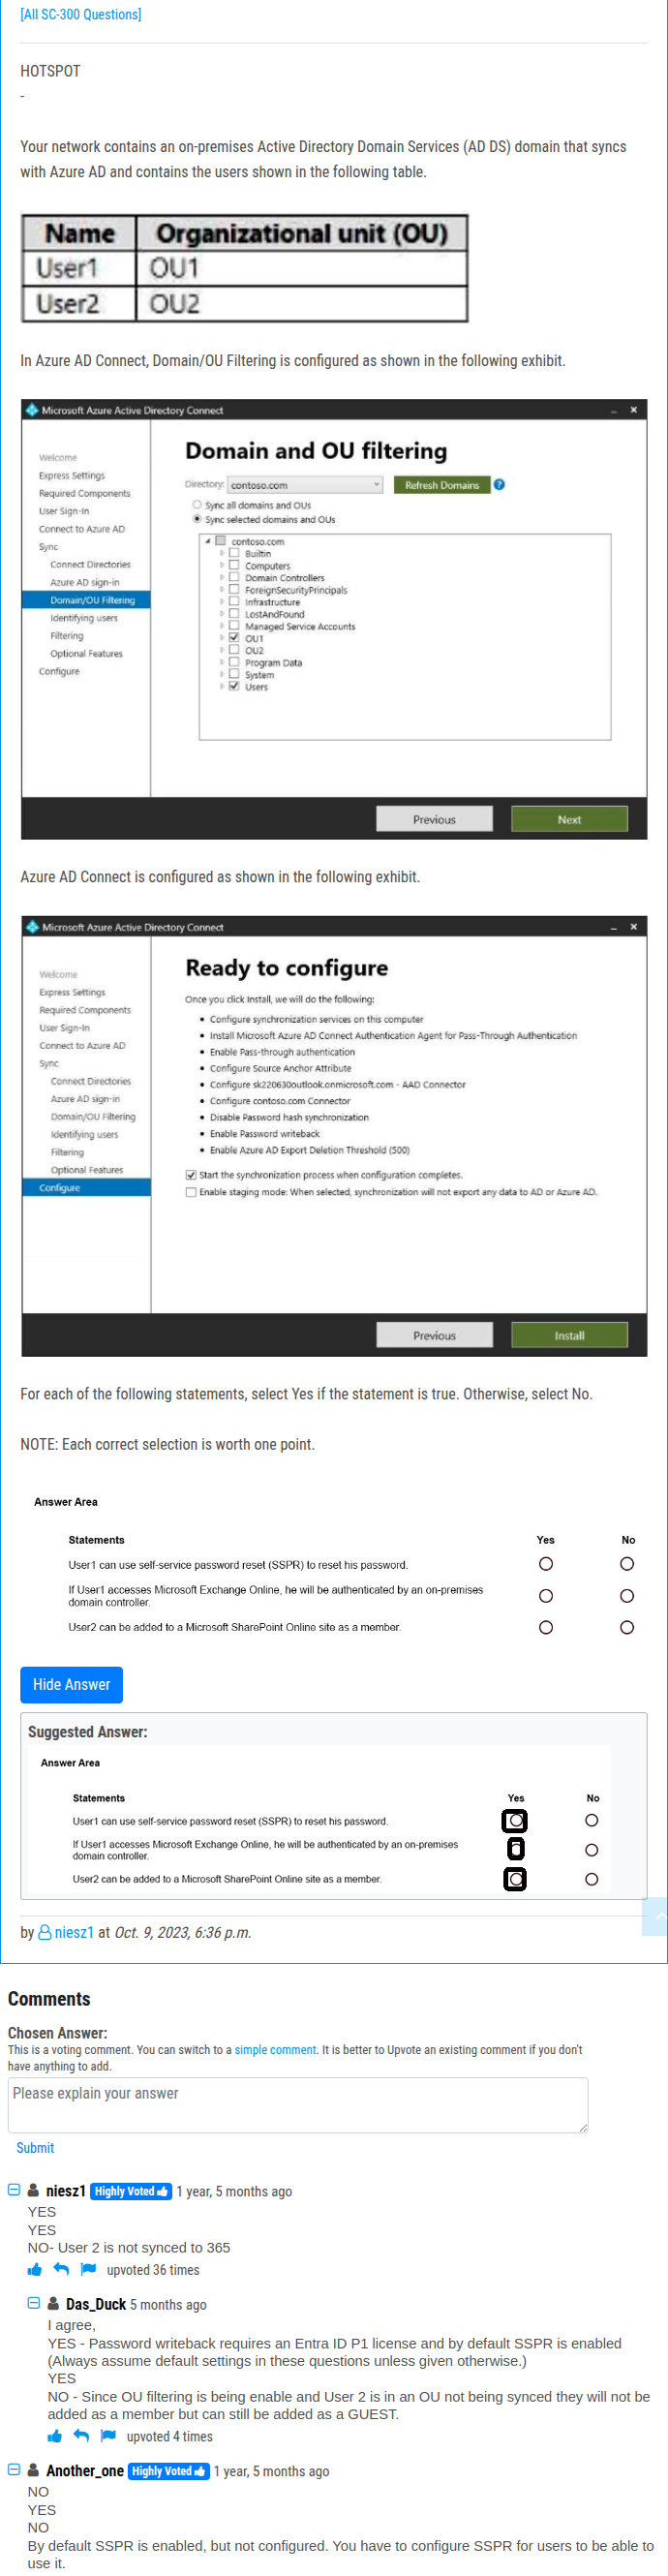 [All SC-300 Questions]
HOTSPOT
-
Your network contains an on-premises Active Directory Domain Services (AD DS) domain that syncs
with Azure AD and contains the users shown in the following table.
Name Organizational unit (OU)
User1 OU1
User2 OU2
In Azure AD Connect, Domain/OU Filtering is configured as shown in the following exhibit.
Microsoft Azure Active Directory Connect
Welcome
Express Settings
Required Components
User Sign-In
Connect to Azure AD
Sync
Connect Directories
Azure AD sign-in
Domain/OU Filtering
Identifying users
Filtering
Optional Features
Configure
Domain and OU filtering
Directory: contoso.com Refresh Domains ?
Sync all domains and OUs
Sync selected domains and OUs
contoso.com
Builtin
Computers
Domain Controllers
ForeignSecurityPrincipals
Infrastructure
LostAndFound
Managed Service Accounts
OU1
OU2
Program Data
System
Users
Previous Next
Azure AD Connect is configured as shown in the following exhibit.
Microsoft Azure Active Directory Connect
Welcome
Express Settings
Required Components
User Sign-In
Connect to Azure AD
Sync
Connect Directories
Azure AD sign-in
Domain/OU Filtering
Identifying users
Filtering
Optional Features
Configure
Ready to configure
Once you click Install, we will do the following:
• Configure synchronization services on this computer
• Install Microsoft Azure AD Connect Authentication Agent for Pass-Through Authentication
• Enable Pass-through authentication
• Configure Source Anchor Attribute
• Configure sk220630outlook.onmicrosoft.com - AAD Connector
• Configure contoso.com Connector
• Disable Password hash synchronization
• Enable Password writeback
• Enable Azure AD Export Deletion Threshold (500)
Start the synchronization process when configuration completes.
Enable staging mode: When selected, synchronization will not export any data to AD or Azure AD.
Previous Install
For each of the following statements, select Yes if the statement is true. Otherwise, select No.
NOTE: Each correct selection is worth one point.
Answer Area
Statements Yes No
User1 can use self-service password reset (SSPR) to reset his password.
If User1 accesses Microsoft Exchange Online, he will be authenticated by an on-premises
domain controller.
User2 can be added to a Microsoft SharePoint Online site as a member.
Hide Answer
Suggested Answer:
Answer Area
Statements Yes No
User1 can use self-service password reset (SSPR) to reset his password.
If User1 accesses Microsoft Exchange Online, he will be authenticated by an on-premises
domain controller.
User2 can be added to a Microsoft SharePoint Online site as a member.
by niesz1 at Oct. 9, 2023, 6:36 p.m.
Comments
Chosen Answer:
This is a voting comment. You can switch to a simple comment. It is better to Upvote an existing comment if you don't
have anything to add.
Please explain your answer
Submit
niesz1 Highly Voted 1 year, 5 months ago
YES
YES
NO- User 2 is not synced to 365
upvoted 36 times
Das_Duck 5 months ago
I agree,
YES - Password writeback requires an Entra ID P1 license and by default SSPR is enabled
(Always assume default settings in these questions unless given otherwise.)
YES
NO - Since OU filtering is being enable and User 2 is in an OU not being synced they will not be
added as a member but can still be added as a GUEST.
upvoted 4 times
Another_one Highly Voted 1 year, 5 months ago
NO
YES
NO
By default SSPR is enabled, but not configured. You have to configure SSPR for users to be able to
use it.